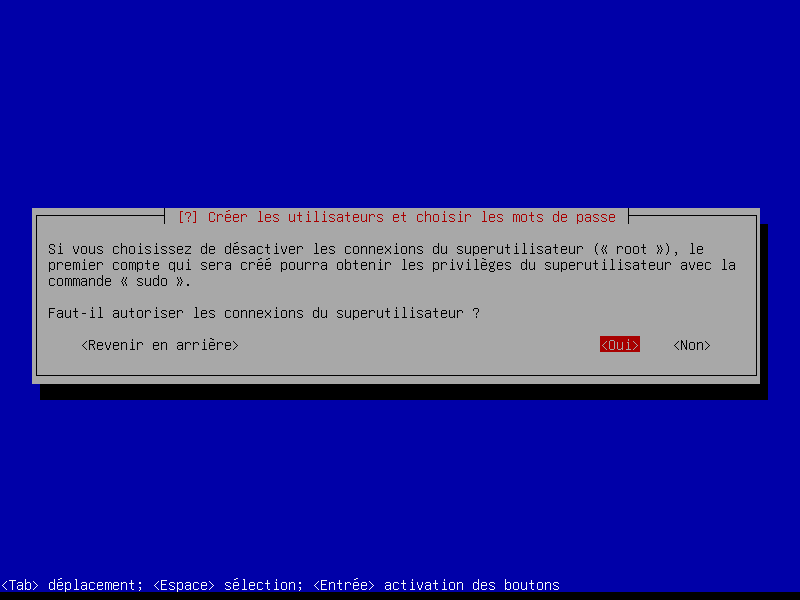 [?] Créer les utilisateurs et choisir les mots de passe
Si vous choisissez de désactiver les connexions du superutilisateur (« root »), le
premier compte qui sera créé pourra obtenir les privilèges du superutilisateur avec la
commande « sudo ».
Faut-il autoriser les connexions du superutilisateur ?
<Revenir en arrière> <Oui> <Non>
<Tab> déplacement; <Espace> sélection; <Entrée> activation des boutons